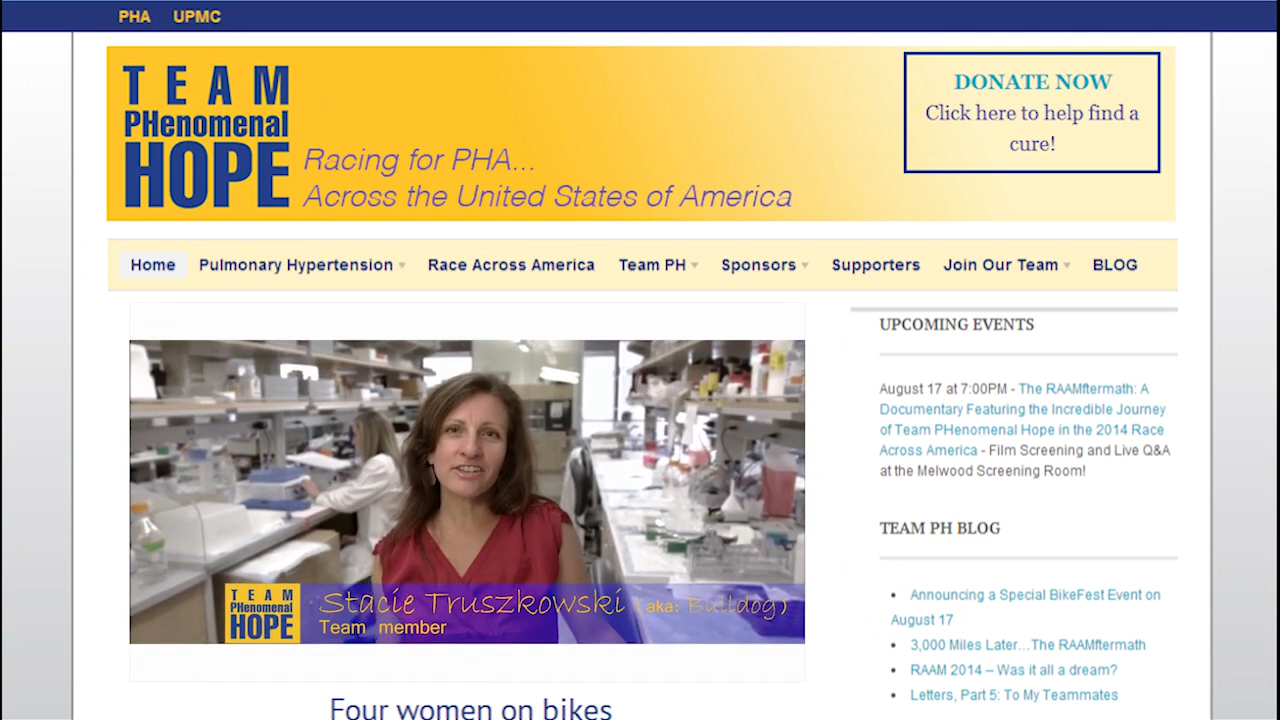 PHA UPMC
TEAM
PHenomenal
HOPE
Racing for PHA...
Across the United States of America
DONATE NOW
Click here to help find a
cure!
Home Pulmonary Hypertension Race Across America Team PH Sponsors Supporters Join Our Team BLOG
TEAM
PHenomenal
HOPE
Stacie Truszkowski (aka: Bulldog)
Team member
Four women on bikes
UPCOMING EVENTS
August 17 at 7:00PM - The RAAMftermath: A
Documentary Featuring the Incredible Journey
of Team PHenomenal Hope in the 2014 Race
Across America - Film Screening and Live Q&A
at the Melwood Screening Room!
TEAM PH BLOG
• Announcing a Special BikeFest Event on
August 17
• 3,000 Miles Later…The RAAMftermath
• RAAM 2014 – Was it all a dream?
• Letters, Part 5: To My Teammates